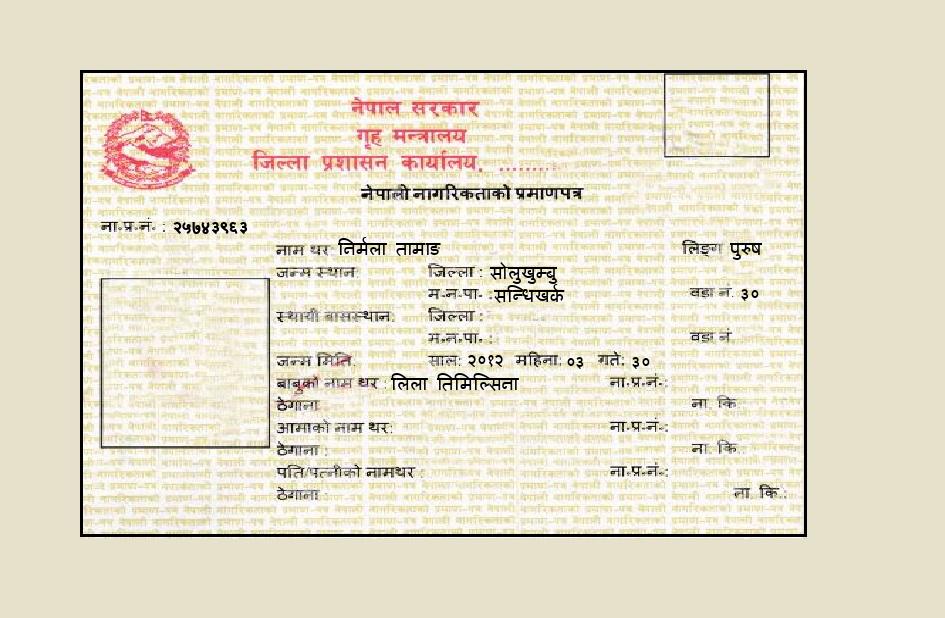 नेपाल सरकार
गृह मन्त्रालय
जिल्ला प्रशासन कार्यालय, .........
नेपाली नागरिकताको प्रमाणपत्र
ना.प्र.नं. : २५७४३९६३
नाम थर: निर्मला तामाङ लिङ्ग पुरुष
जन्म स्थान: जिल्ला : सोलुखुम्बु
म.न.पा. : सन्धिखर्क वडा नं. ३०
स्थायी बासस्थान: जिल्ला :
म.न.पा. : वडा नं
जन्म मिति: साल: २०१२ महिना: ०३ गते: ३०
बाबुको नाम थर : लिला तिमिल्सिना ना.प्र.नं.:
ठेगाना ना. कि.
आमाको नाम थर: ना.प्र.नं.:
ठेगाना : ना. कि.
पति/पत्नीको नामथर : ना.प्र.नं.:
ठेगाना : ना. कि.: